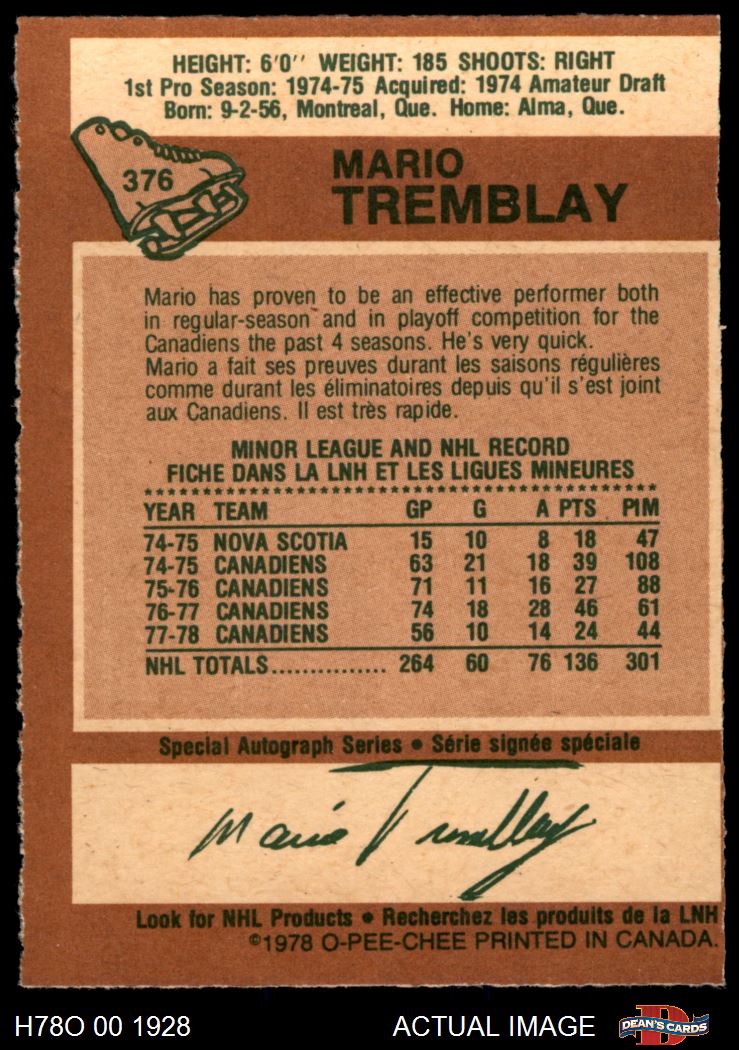 HEIGHT: 6'0'' WEIGHT: 185 SHOOTS: RIGHT
1st Pro Season: 1974-75 Acquired: 1974 Amateur Draft
Born: 9-2-56, Montreal, Que. Home: Alma, Que.
376
MARIO
TREMBLAY
Mario has proven to be an effective performer both
in regular-season and in playoff competition for the
Canadiens the past 4 seasons. He's very quick.
Mario a fait ses preuves durant les saisons régulières
comme durant les éliminatoires depuis qu'il s'est joint
aux Canadiens. Il est très rapide.
MINOR LEAGUE AND NHL RECORD
FICHE DANS LA LNH ET LES LIGUES MINEURES
YEAR TEAM GP G A PTS PIM
74-75 NOVA SCOTIA 15 10 8 18 47
74-75 CANADIENS 63 21 18 39 108
75-76 CANADIENS 71 11 16 27 88
76-77 CANADIENS 74 18 28 46 61
77-78 CANADIENS 56 10 14 24 44
NHL TOTALS............... 264 60 76 136 301
Special Autograph Series • Série signée spéciale
Mario Tremblay
Look for NHL Products • Recherchez les produits de la LNH
©1978 O-PEE-CHEE PRINTED IN CANADA.
H78O 00 1928 ACTUAL IMAGE D DEAN'S CARDS